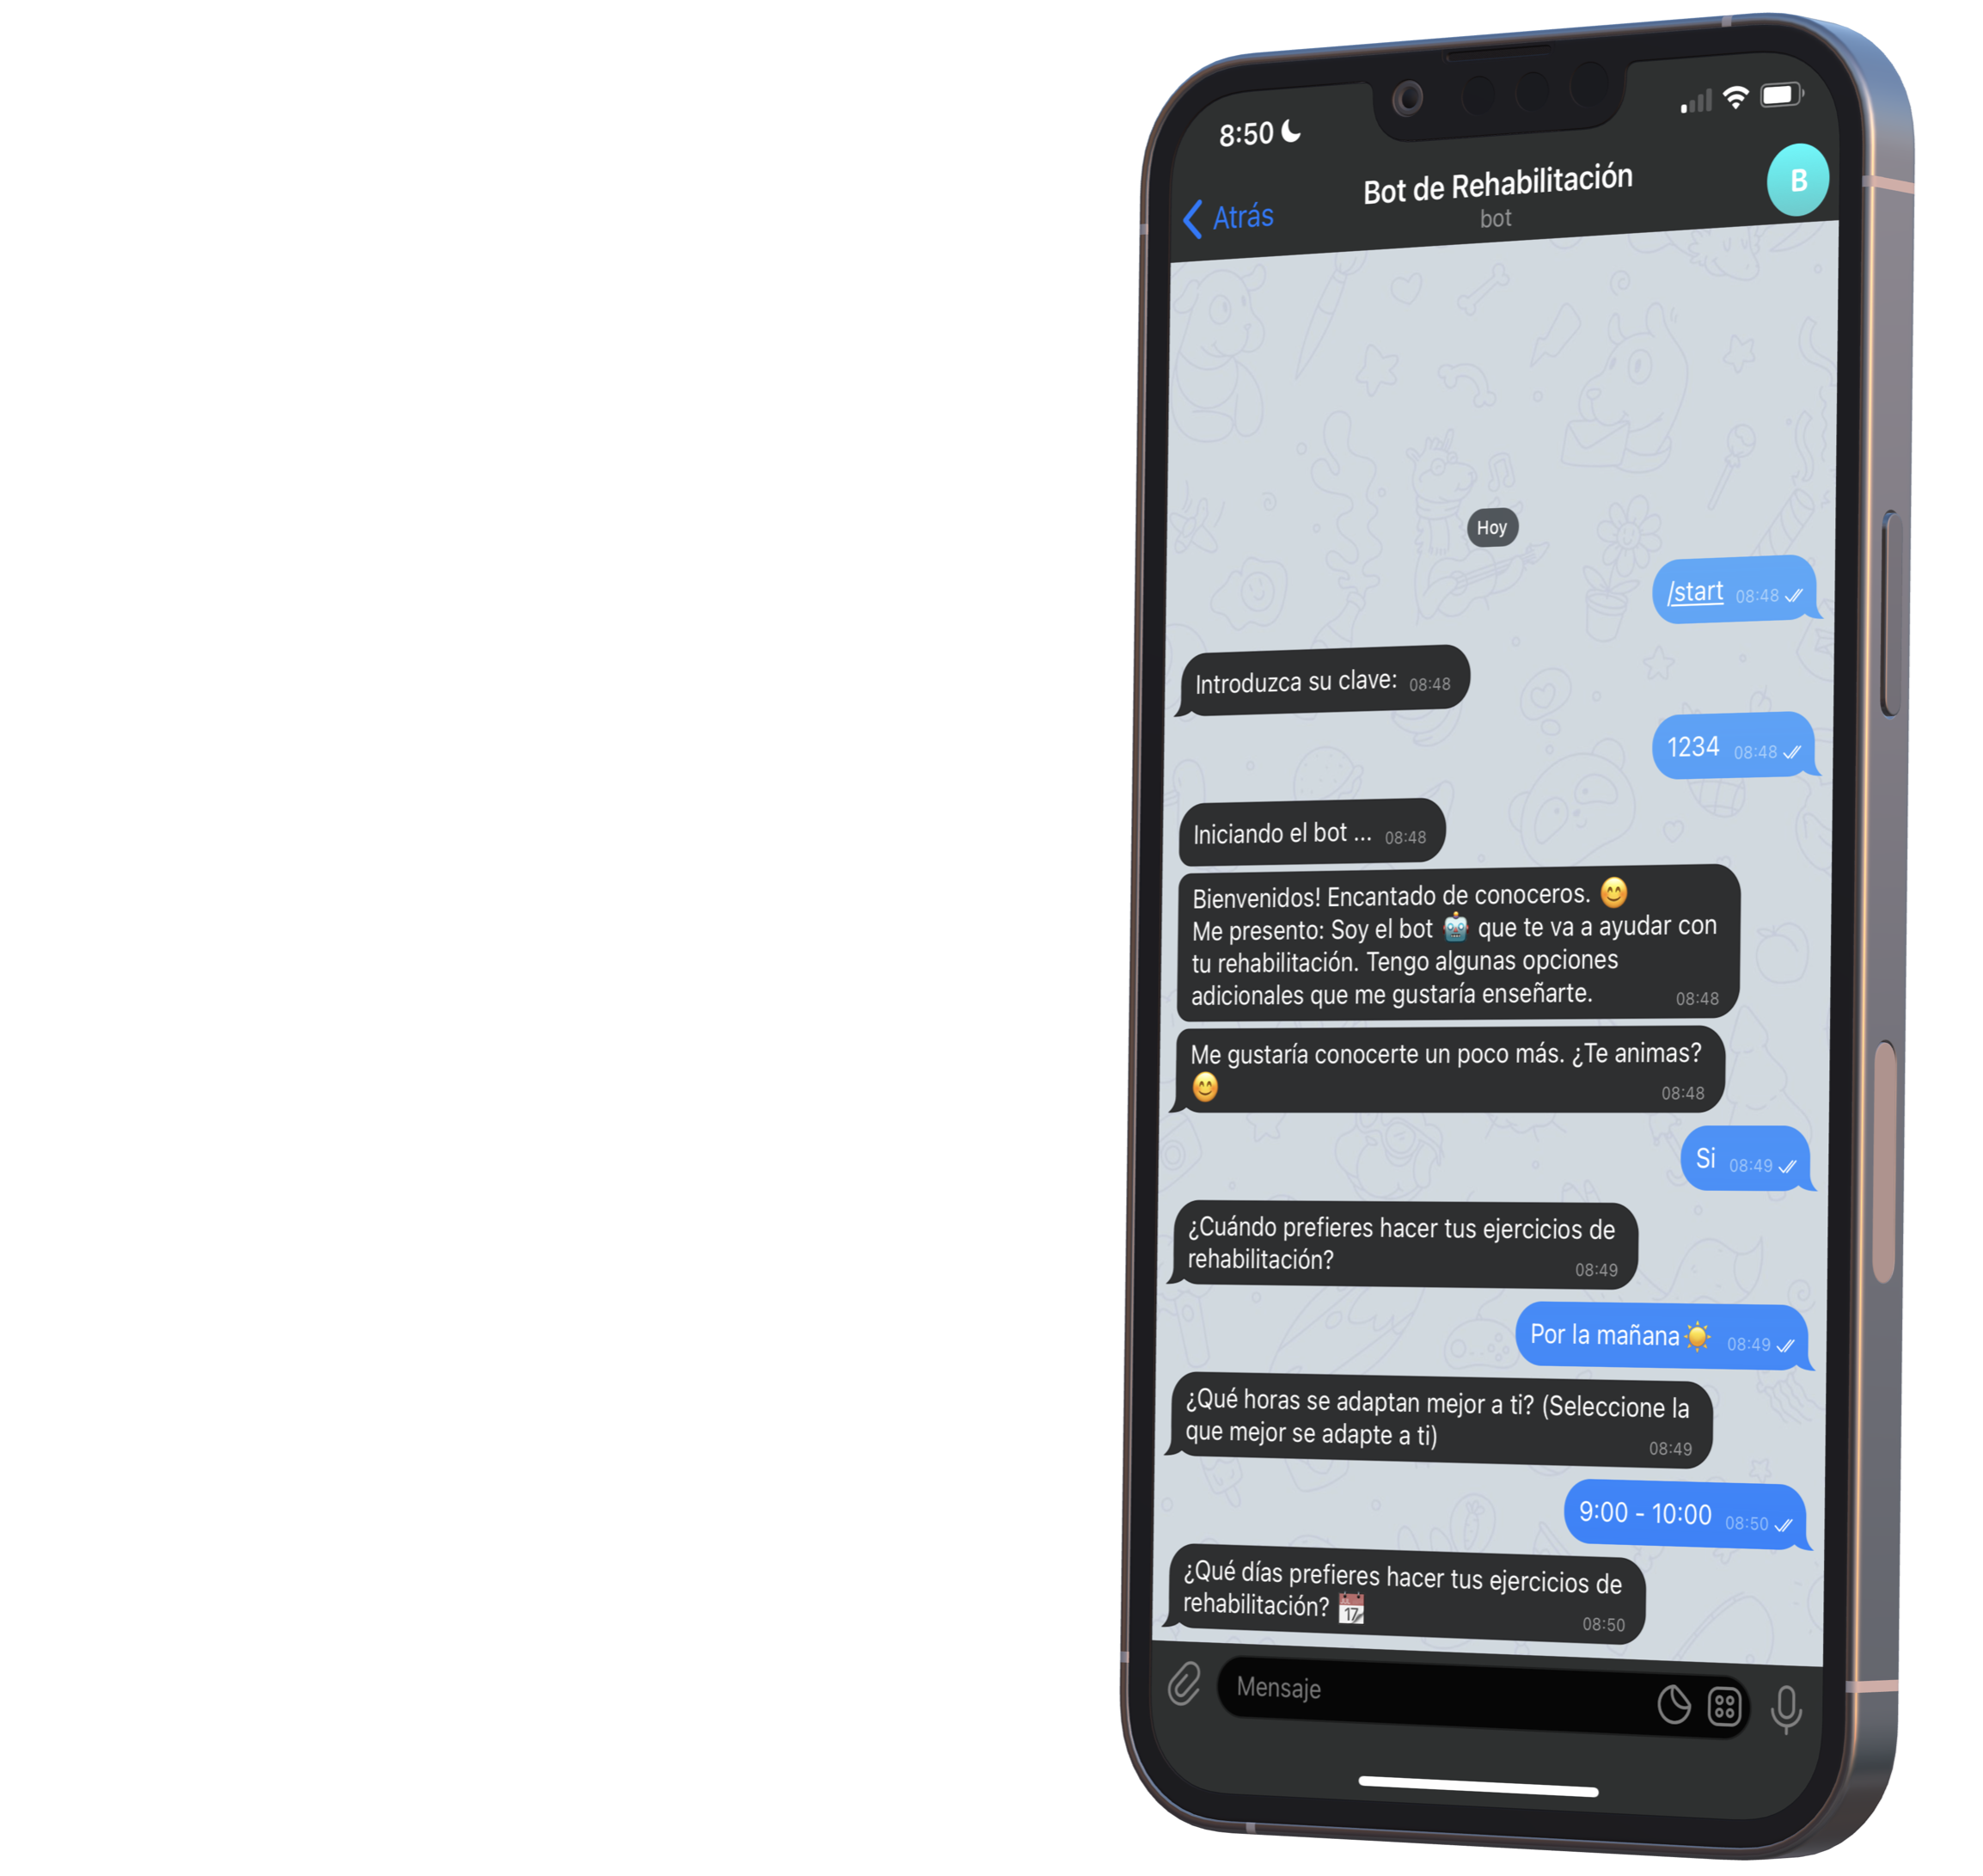 8:50
Atrás
Bot de Rehabilitación
bot
B
Hoy
/start 08:48
Introduzca su clave: 08:48
1234 08:48
Iniciando el bot ... 08:48
Bienvenidos! Encantado de conoceros. 😊
Me presento: Soy el bot 🤖 que te va a ayudar con
tu rehabilitación. Tengo algunas opciones
adicionales que me gustaría enseñarte. 08:48
Me gustaría conocerte un poco más. ¿Te animas?
😊 08:48
Si 08:49
¿Cuándo prefieres hacer tus ejercicios de
rehabilitación? 08:49
Por la mañana☀️ 08:49
¿Qué horas se adaptan mejor a ti? (Seleccione la
que mejor se adapte a ti) 08:49
9:00 - 10:00 08:50
¿Qué días prefieres hacer tus ejercicios de
rehabilitación? 📆 08:50
Mensaje